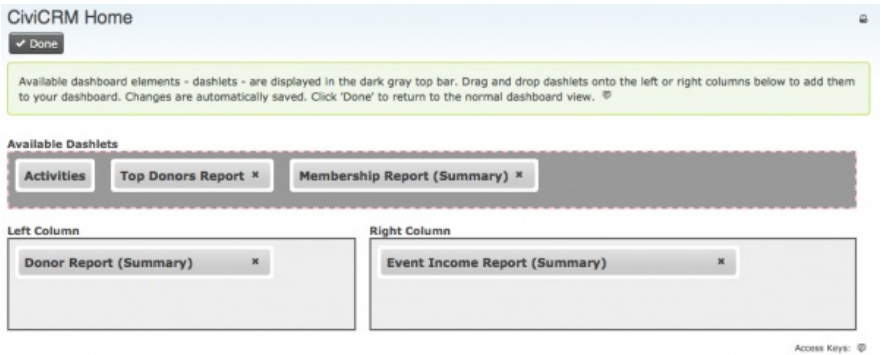 CiviCRM Home
✔ Done
Available dashboard elements - dashlets - are displayed in the dark gray top bar. Drag and drop dashlets onto the left or right columns below to add them
to your dashboard. Changes are automatically saved. Click 'Done' to return to the normal dashboard view.
Available Dashlets
Activities Top Donors Report × Membership Report (Summary) ×
Left Column Right Column
Donor Report (Summary) × Event Income Report (Summary) ×
Access Keys: